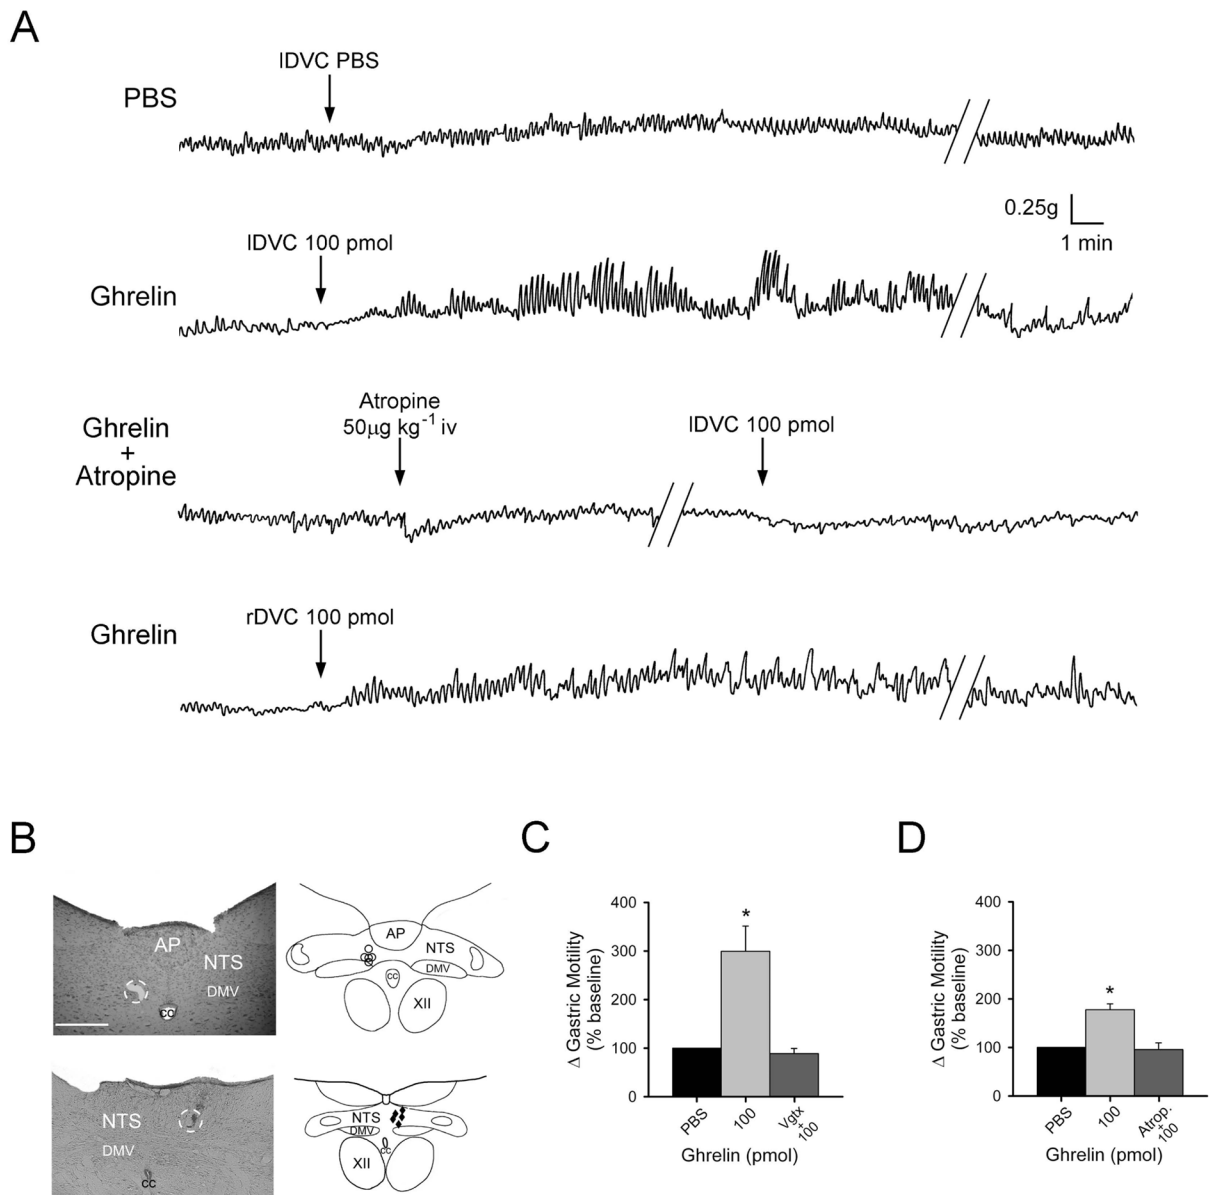 A
PBS
lDVC PBS
0.25g
1 min
Ghrelin
lDVC 100 pmol
Ghrelin
+
Atropine
Atropine
50µg kg⁻¹ iv
lDVC 100 pmol
Ghrelin
rDVC 100 pmol
B
AP
NTS
DMV
cc
AP
NTS
DMV
cc
XII
NTS
DMV
cc
NTS
DMV
cc
XII
C
Δ Gastric Motility
(% baseline)
400
300
200
100
0
*
PBS
100
Vgtx
+
100
Ghrelin (pmol)
D
Δ Gastric Motility
(% baseline)
400
300
200
100
0
*
PBS
100
Atrop.
+
100
Ghrelin (pmol)